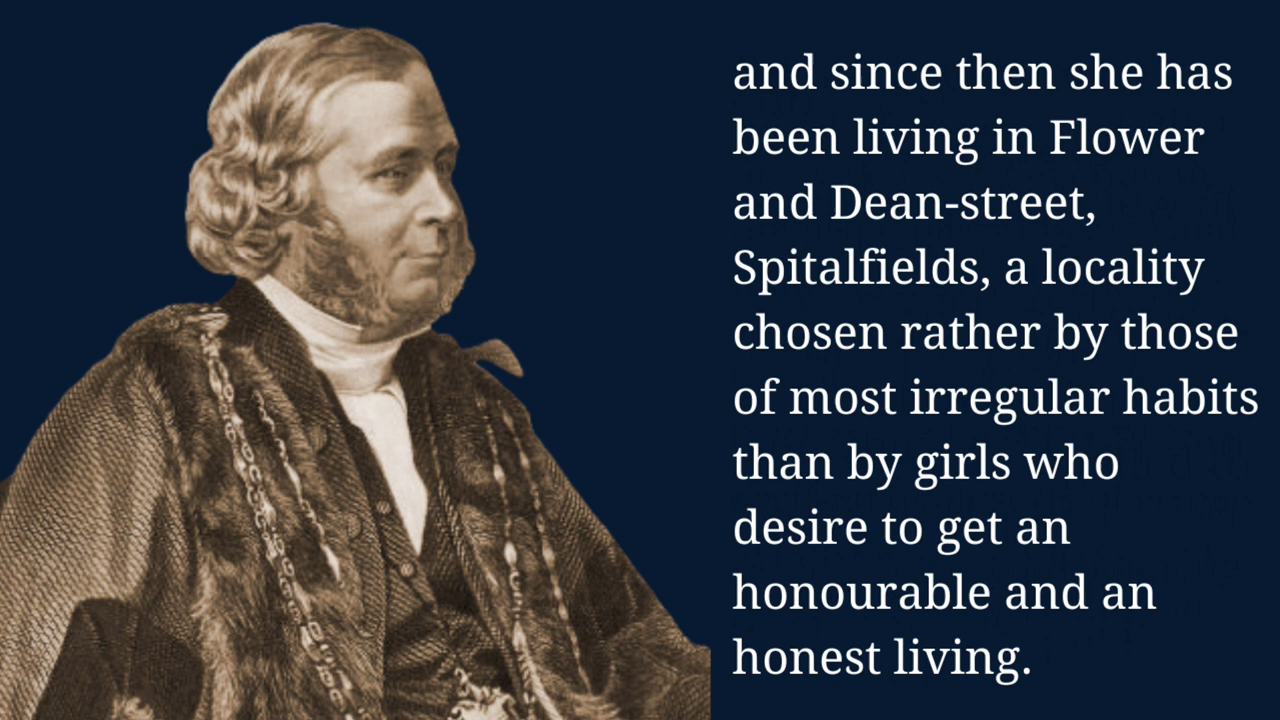 and since then she has
been living in Flower
and Dean-street,
Spitalfields, a locality
chosen rather by those
of most irregular habits
than by girls who
desire to get an
honourable and an
honest living.